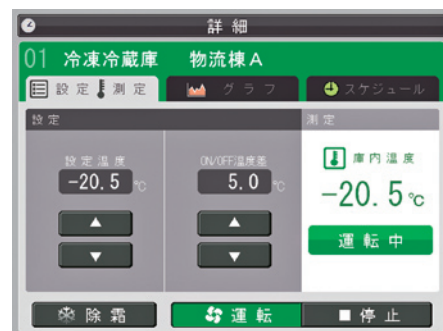 詳細
01 冷凍冷蔵庫 物流棟A
設定 測定 グラフ スケジュール
設定 測定
設定温度 ON/OFF温度差 庫内温度
-20.5℃ 5.0℃ -20.5℃
運転中
除霜 運転 停止